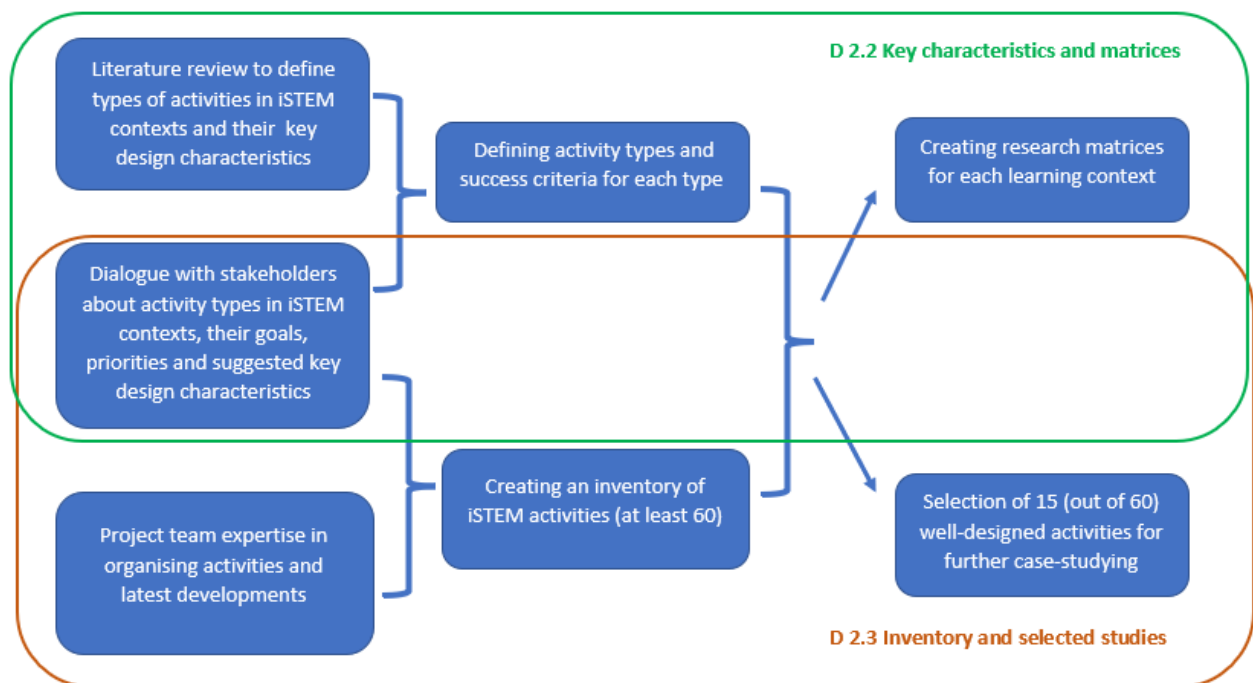 D 2.2 Key characteristics and matrices
Literature review to define
types of activities in iSTEM
contexts and their key
design characteristics
Defining activity types and
success criteria for each type
Creating research matrices
for each learning context
Dialogue with stakeholders
about activity types in iSTEM
contexts, their goals,
priorities and suggested key
design characteristics
Creating an inventory of
iSTEM activities (at least 60)
Selection of 15 (out of 60)
well-designed activities for
further case-studying
Project team expertise in
organising activities and
latest developments
D 2.3 Inventory and selected studies